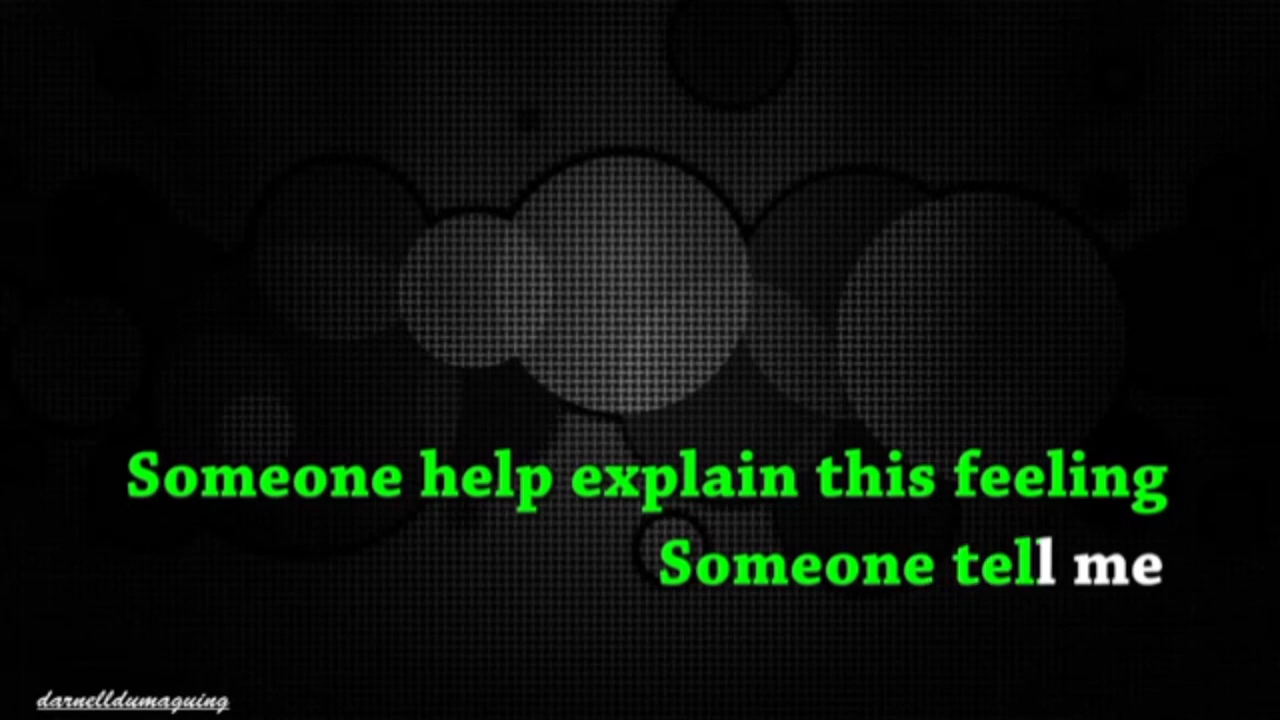 Someone help explain this feeling
Someone tell me
darnelldumaguing